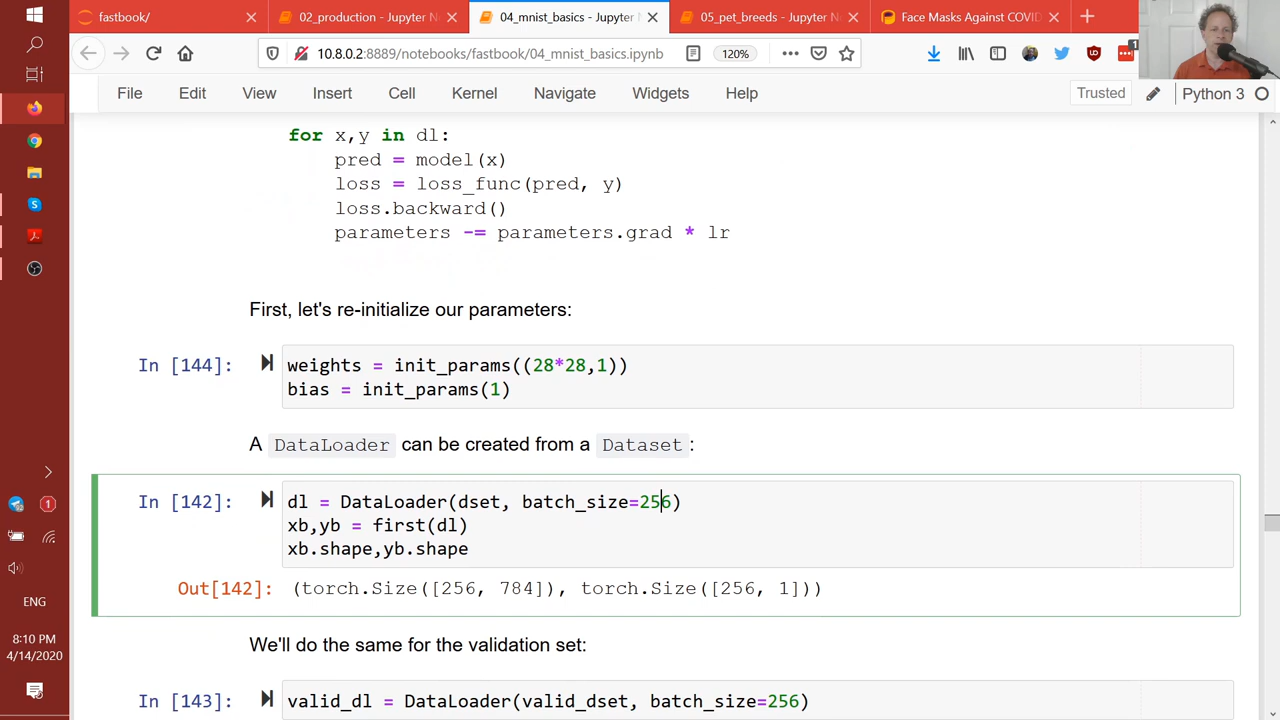 fastbook/
02_production - Jupyter N
04_mnist_basics - Jupyter N
05_pet_breeds - Jupyter N
Face Masks Against COVID
10.8.0.2:8889/notebooks/fastbook/04_mnist_basics.ipynb
120%
1
File Edit View Insert Cell Kernel Navigate Widgets Help
Trusted
Python 3
for x,y in dl:
pred = model(x)
loss = loss_func(pred, y)
loss.backward()
parameters -= parameters.grad * lr
First, let's re-initialize our parameters:
In [144]:
weights = init_params((28*28,1))
bias = init_params(1)
A DataLoader can be created from a Dataset:
In [142]:
dl = DataLoader(dset, batch_size=256)
xb,yb = first(dl)
xb.shape,yb.shape
Out[142]: (torch.Size([256, 784]), torch.Size([256, 1]))
We'll do the same for the validation set:
In [143]:
valid_dl = DataLoader(valid_dset, batch_size=256)
1
ENG
8:10 PM
4/14/2020